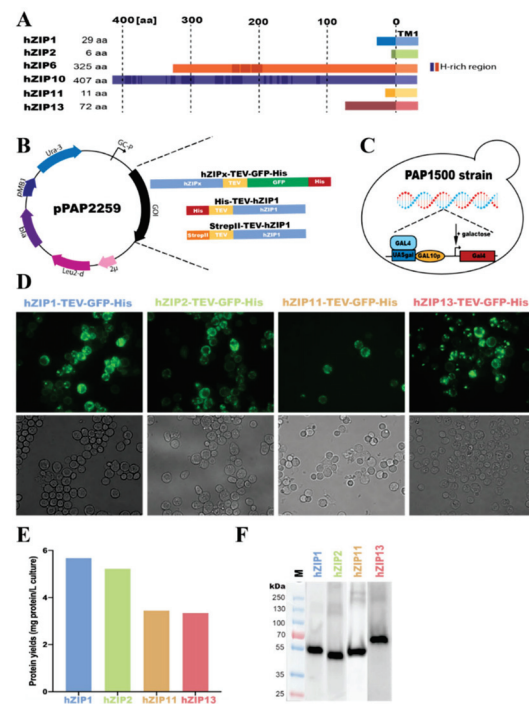 A
400 [aa] 300 200 100 0 TM1
hZIP1 29 aa
hZIP2 6 aa
hZIP6 325 aa
hZIP10 407 aa
hZIP11 11 aa
hZIP13 72 aa
H-rich region
B
pPAP2259
Ura-3
GC-P
GOI
2μ
Leu2-d
bla
pMB1
hZIPx-TEV-GFP-His
hZIPx TEV GFP His
His-TEV-hZIP1
His TEV hZIP1
StrepII-TEV-hZIP1
StrepII TEV hZIP1
C
PAP1500 strain
galactose
GAL4
UASgal GAL10p Gal4
D
hZIP1-TEV-GFP-His hZIP2-TEV-GFP-His hZIP11-TEV-GFP-His hZIP13-TEV-GFP-His
E
Protein yields (mg protein/L culture)
6
4
2
0
hZIP1 hZIP2 hZIP11 hZIP13
F
kDa M hZIP1 hZIP2 hZIP11 hZIP13
250
130
100
70
55
35
25